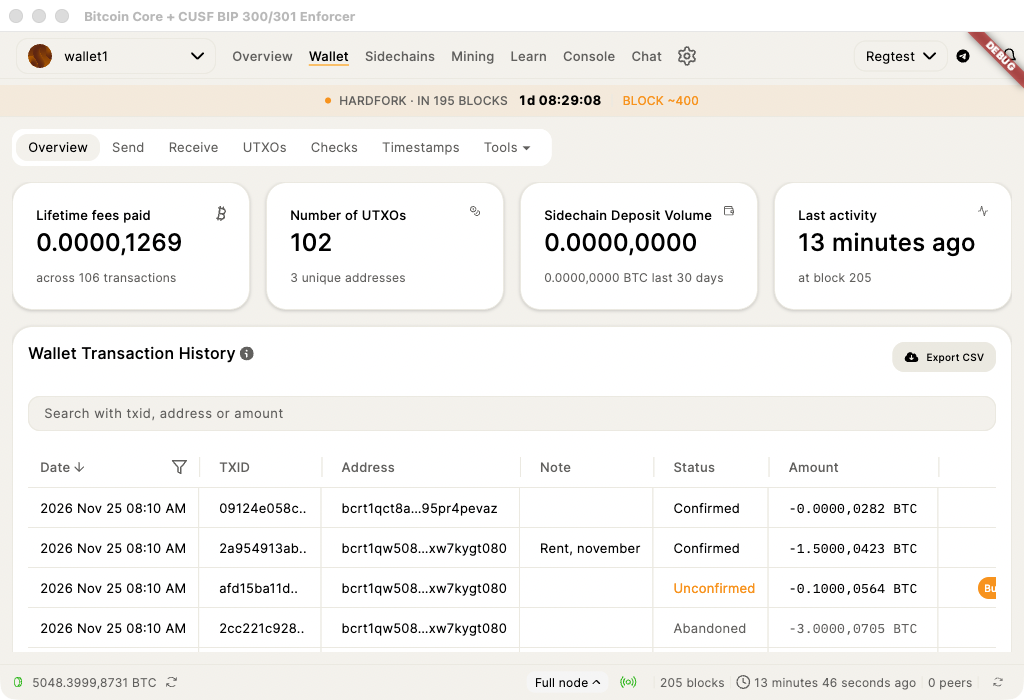 Bitcoin Core + CUSF BIP 300/301 Enforcer
wallet1 Overview Wallet Sidechains Mining Learn Console Chat Regtest
DEBUG
HARDFORK · IN 195 BLOCKS 1d 08:29:08 BLOCK ~400
Overview Send Receive UTXOs Checks Timestamps Tools
Lifetime fees paid
0.0000,1269
across 106 transactions
Number of UTXOs
102
3 unique addresses
Sidechain Deposit Volume
0.0000,0000
0.0000,0000 BTC last 30 days
Last activity
13 minutes ago
at block 205
Wallet Transaction History
Export CSV
Search with txid, address or amount
Date TXID Address Note Status Amount
2026 Nov 25 08:10 AM 09124e058c.. bcrt1qct8a...95pr4pevaz Confirmed -0.0000,0282 BTC
2026 Nov 25 08:10 AM 2a954913ab.. bcrt1qw508...xw7kygt080 Rent, november Confirmed -1.5000,0423 BTC
2026 Nov 25 08:10 AM afd15ba11d.. bcrt1qw508...xw7kygt080 Unconfirmed -0.1000,0564 BTC Bu
2026 Nov 25 08:10 AM 2cc221c928.. bcrt1qw508...xw7kygt080 Abandoned -3.0000,0705 BTC
5048.3999,8731 BTC Full node 205 blocks 13 minutes 46 seconds ago 0 peers